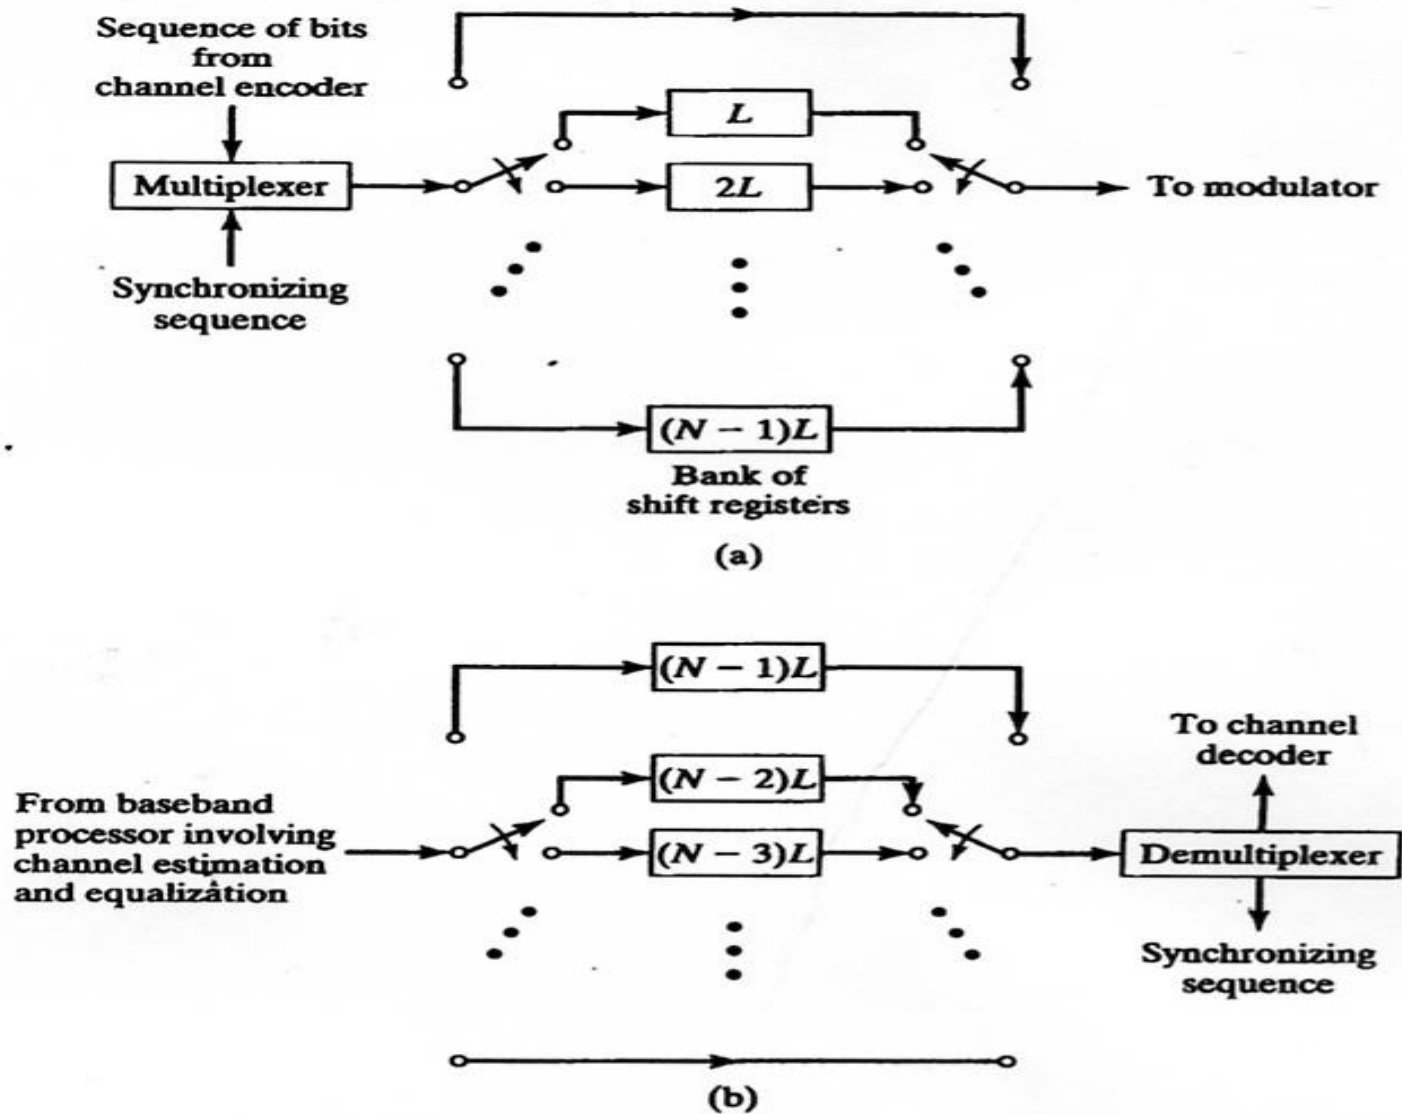 Sequence of bits
from
channel encoder
L
Multiplexer
2L
To modulator
Synchronizing
sequence
(N − 1)L
Bank of
shift registers
(a)
(N − 1)L
To channel
decoder
(N − 2)L
From baseband
processor involving
channel estimation
and equalization
(N − 3)L
Demultiplexer
Synchronizing
sequence
(b)